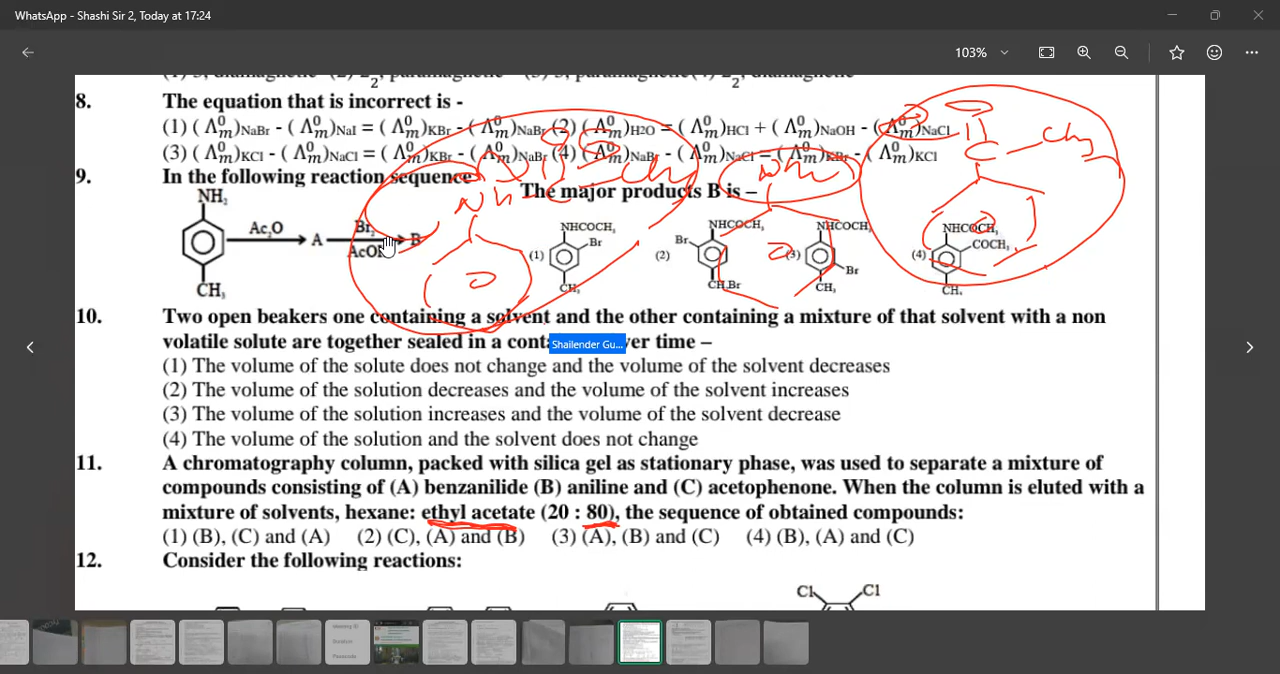 WhatsApp - Shashi Sir 2, Today at 17:24
103%
8. The equation that is incorrect is -
(1) ( Λ⁰m)NaBr - ( Λ⁰m)NaI = ( Λ⁰m)KBr - ( Λ⁰m)NaBr (2) ( Λ⁰m)H2O = ( Λ⁰m)HCl + ( Λ⁰m)NaOH - ( Λ⁰m)NaCl
(3) ( Λ⁰m)KCl - ( Λ⁰m)NaCl = ( Λ⁰m)KBr - ( Λ⁰m)NaBr (4) ( Λ⁰m)NaBr - ( Λ⁰m)NaCl = ( Λ⁰m)KBr - ( Λ⁰m)KCl
9. In the following reaction sequence The major products B is –
NH2
Ac2O A Br2 AcOH B
CH3
(1) NHCOCH3 Br CH3
(2) NHCOCH3 Br CH2Br
(3) NHCOCH3 Br CH3
(4) NHCOCH3 COCH3 CH3
10. Two open beakers one containing a solvent and the other containing a mixture of that solvent with a non
volatile solute are together sealed in a time –
Shailender Gu...
(1) The volume of the solute does not change and the volume of the solvent decreases
(2) The volume of the solution decreases and the volume of the solvent increases
(3) The volume of the solution increases and the volume of the solvent decrease
(4) The volume of the solution and the solvent does not change
11. A chromatography column, packed with silica gel as stationary phase, was used to separate a mixture of
compounds consisting of (A) benzanilide (B) aniline and (C) acetophenone. When the column is eluted with a
mixture of solvents, hexane: ethyl acetate (20 : 80), the sequence of obtained compounds:
(1) (B), (C) and (A) (2) (C), (A) and (B) (3) (A), (B) and (C) (4) (B), (A) and (C)
12. Consider the following reactions:
Cl Cl